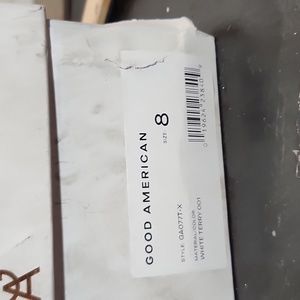 GOOD AMERICAN
SIZE: 8
STYLE: GA077T-X
MATERIAL/COLOR:
WHITE TERRY 001